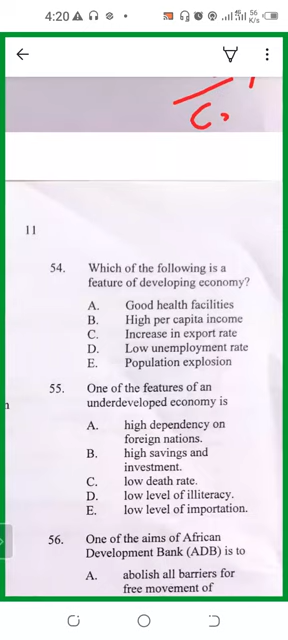 4:20
56
K/s
C.
11
54. Which of the following is a
feature of developing economy?
A. Good health facilities
B. High per capita income
C. Increase in export rate
D. Low unemployment rate
E. Population explosion
55. One of the features of an
underdeveloped economy is
A. high dependency on
foreign nations.
B. high savings and
investment.
C. low death rate.
D. low level of illiteracy.
E. low level of importation.
56. One of the aims of African
Development Bank (ADB) is to
A. abolish all barriers for
free movement of